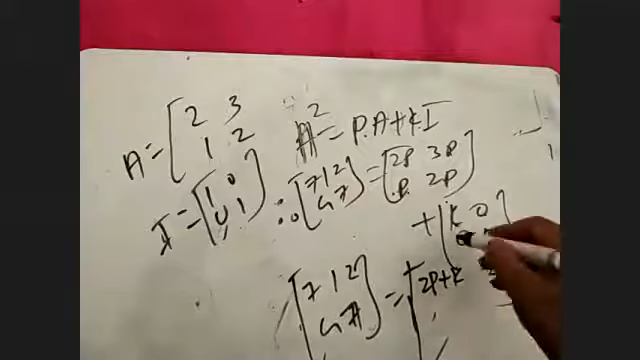 A = [2 3
1 2] A² = P.A+KI
I = [1 0
0 1] ∴ [7 12
4 7] = [2P 3P
P 2P]
+ [K 0
[7 12
4 7] = [2P+K